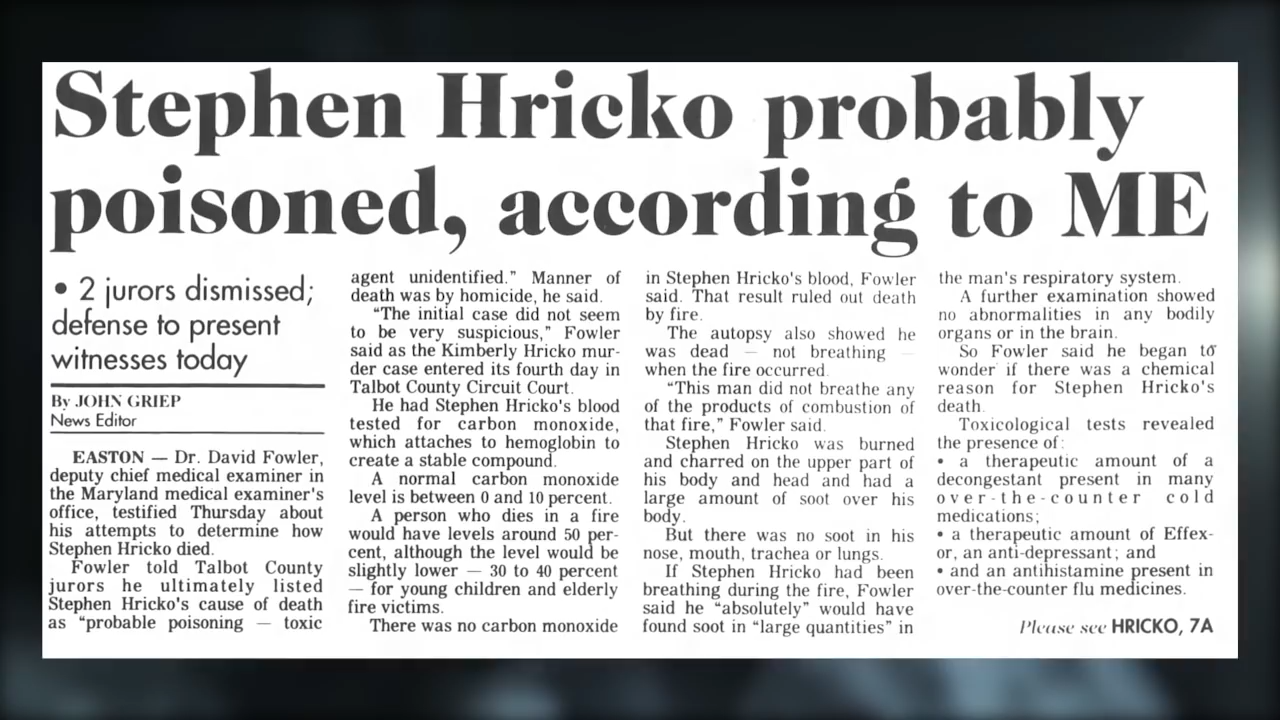 Stephen Hricko probably
poisoned, according to ME
• 2 jurors dismissed;
defense to present
witnesses today
By JOHN GRIEP
News Editor
EASTON — Dr. David Fowler,
deputy chief medical examiner in
the Maryland medical examiner's
office, testified Thursday about
his attempts to determine how
Stephen Hricko died.
Fowler told Talbot County
jurors he ultimately listed
Stephen Hricko's cause of death
as “probable poisoning — toxic
agent unidentified.” Manner of
death was by homicide, he said.
“The initial case did not seem
to be very suspicious,” Fowler
said as the Kimberly Hricko mur-
der case entered its fourth day in
Talbot County Circuit Court.
He had Stephen Hricko's blood
tested for carbon monoxide,
which attaches to hemoglobin to
create a stable compound.
A normal carbon monoxide
level is between 0 and 10 percent.
A person who dies in a fire
would have levels around 50 per-
cent, although the level would be
slightly lower — 30 to 40 percent
— for young children and elderly
fire victims.
There was no carbon monoxide
in Stephen Hricko's blood, Fowler
said. That result ruled out death
by fire.
The autopsy also showed he
was dead — not breathing —
when the fire occurred.
“This man did not breathe any
of the products of combustion of
that fire,” Fowler said.
Stephen Hricko was burned
and charred on the upper part of
his body and head and had a
large amount of soot over his
body.
But there was no soot in his
nose, mouth, trachea or lungs.
If Stephen Hricko had been
breathing during the fire, Fowler
said he “absolutely” would have
found soot in “large quantities” in
the man's respiratory system.
A further examination showed
no abnormalities in any bodily
organs or in the brain.
So Fowler said he began to
wonder if there was a chemical
reason for Stephen Hricko's
death.
Toxicological tests revealed
the presence of:
• a therapeutic amount of a
decongestant present in many
over-the-counter cold
medications;
• a therapeutic amount of Effex-
or, an anti-depressant; and
• and an antihistamine present in
over-the-counter flu medicines.
Please see HRICKO, 7A